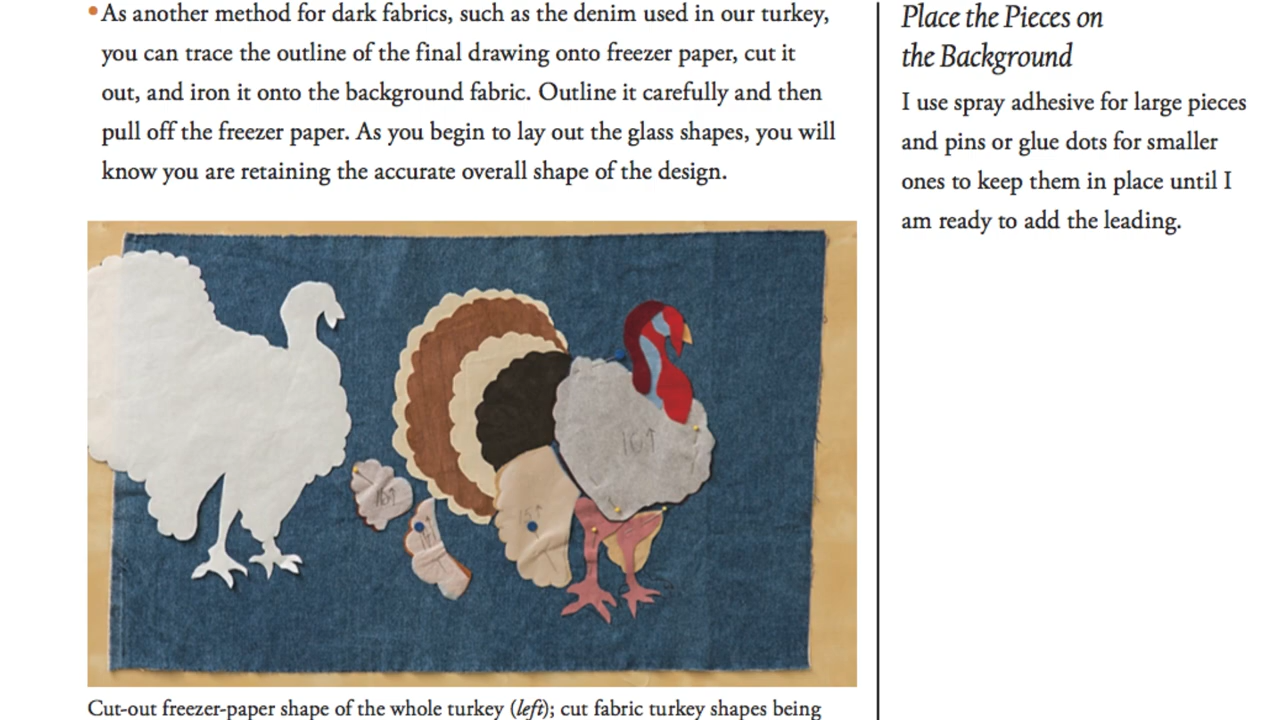 • As another method for dark fabrics, such as the denim used in our turkey,
you can trace the outline of the final drawing onto freezer paper, cut it
out, and iron it onto the background fabric. Outline it carefully and then
pull off the freezer paper. As you begin to lay out the glass shapes, you will
know you are retaining the accurate overall shape of the design.
Cut-out freezer-paper shape of the whole turkey (left); cut fabric turkey shapes being
Place the Pieces on
the Background
I use spray adhesive for large pieces
and pins or glue dots for smaller
ones to keep them in place until I
am ready to add the leading.